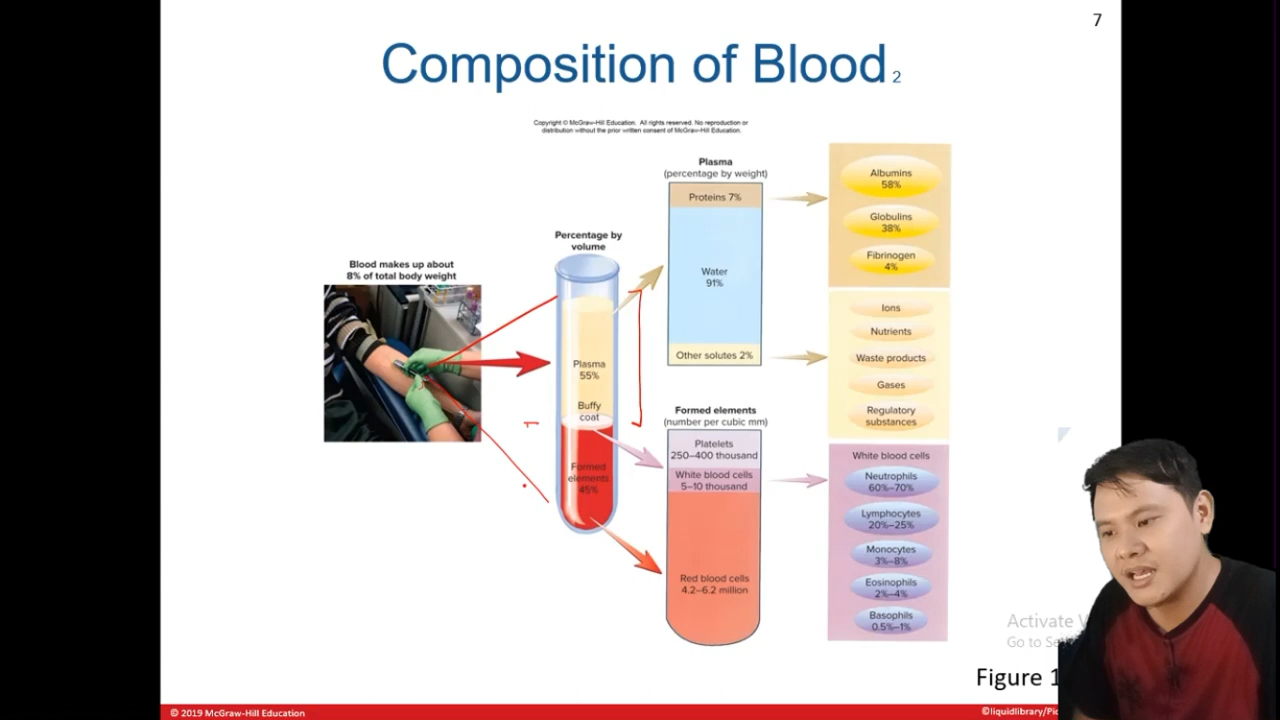 7
Composition of Blood 2
Copyright © McGraw-Hill Education. All rights reserved. No reproduction or
distribution without the prior written consent of McGraw-Hill Education.
Blood makes up about
8% of total body weight
Percentage by
volume
Plasma
55%
Buffy
coat
Formed
elements
45%
Plasma
(percentage by weight)
Proteins 7%
Water
91%
Other solutes 2%
Formed elements
(number per cubic mm)
Platelets
250–400 thousand
White blood cells
5–10 thousand
Red blood cells
4.2–6.2 million
Albumins
58%
Globulins
38%
Fibrinogen
4%
Ions
Nutrients
Waste products
Gases
Regulatory
substances
White blood cells
Neutrophils
60%–70%
Lymphocytes
20%–25%
Monocytes
3%–8%
Eosinophils
2%–4%
Basophils
0.5%–1%
Activate
Go to
Figure 1
© 2019 McGraw-Hill Education
©liquidlibrary/